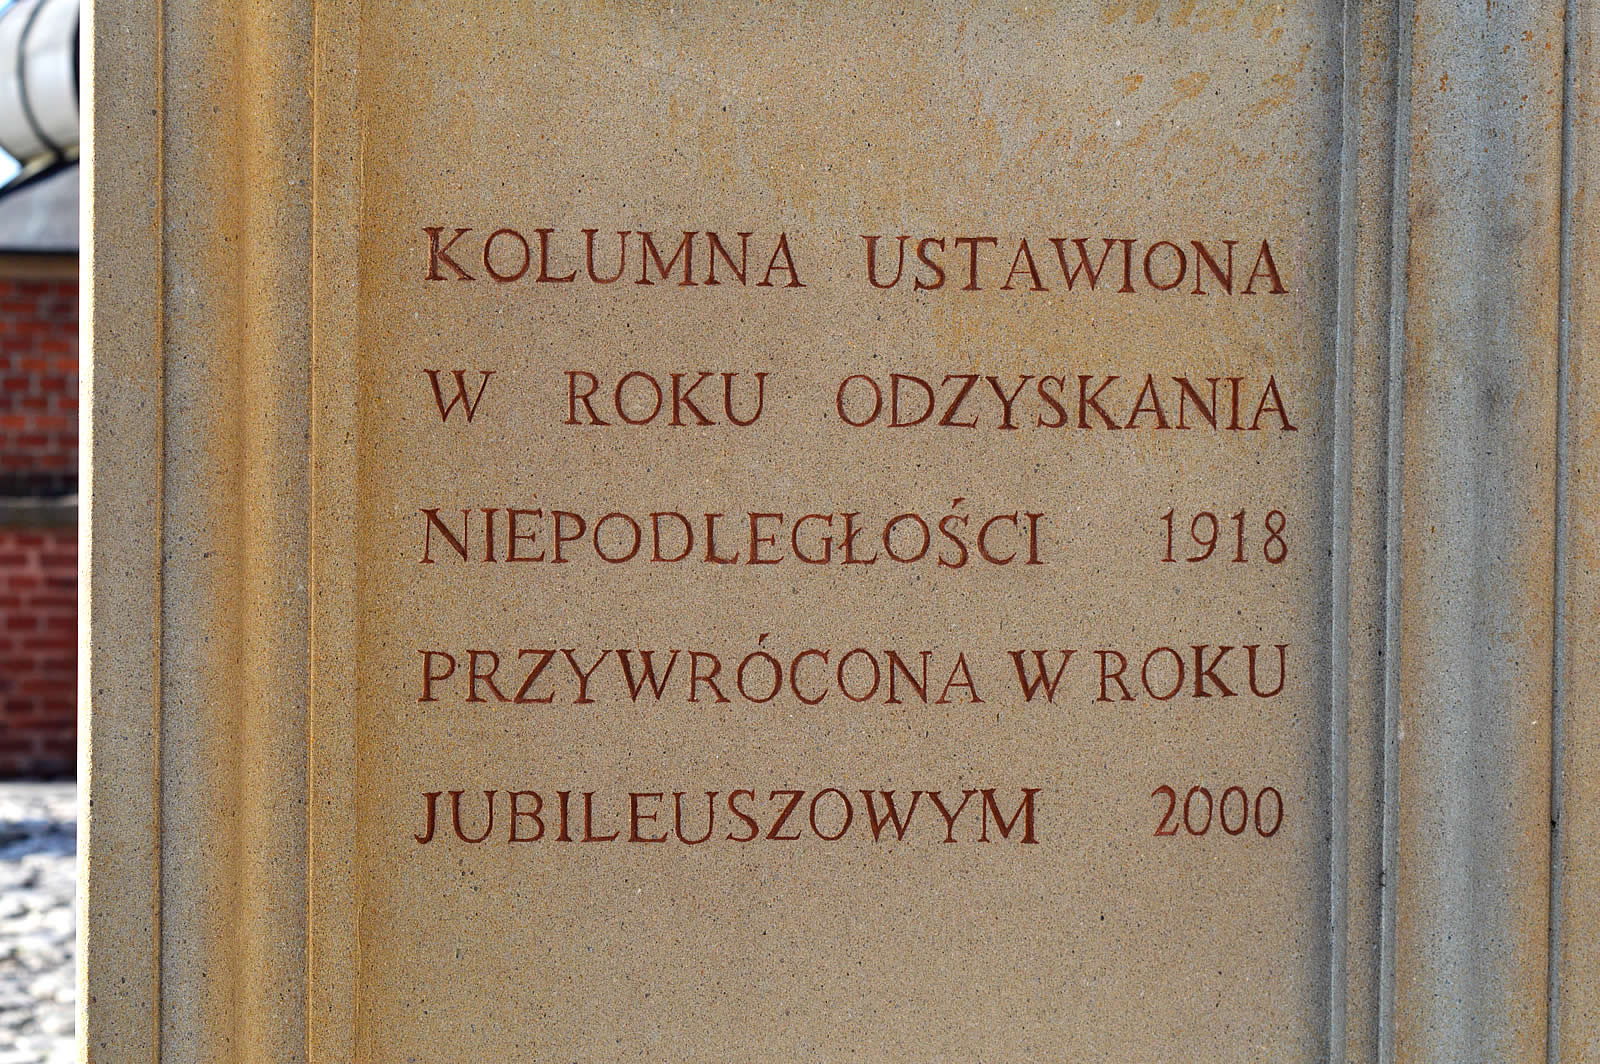 KOLUMNA USTAWIONA
W ROKU ODZYSKANIA
NIEPODLEGŁOŚCI 1918
PRZYWRÓCONA W ROKU
JUBILEUSZOWYM 2000